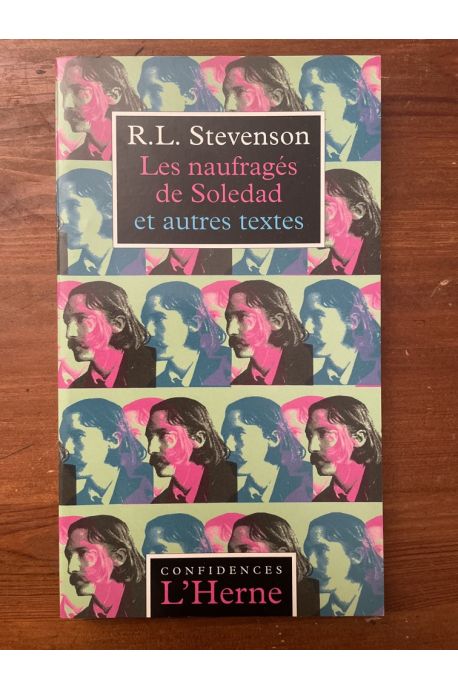 R.L. Stevenson
Les naufragés
de Soledad
et autres textes
CONFIDENCES
L'Herne